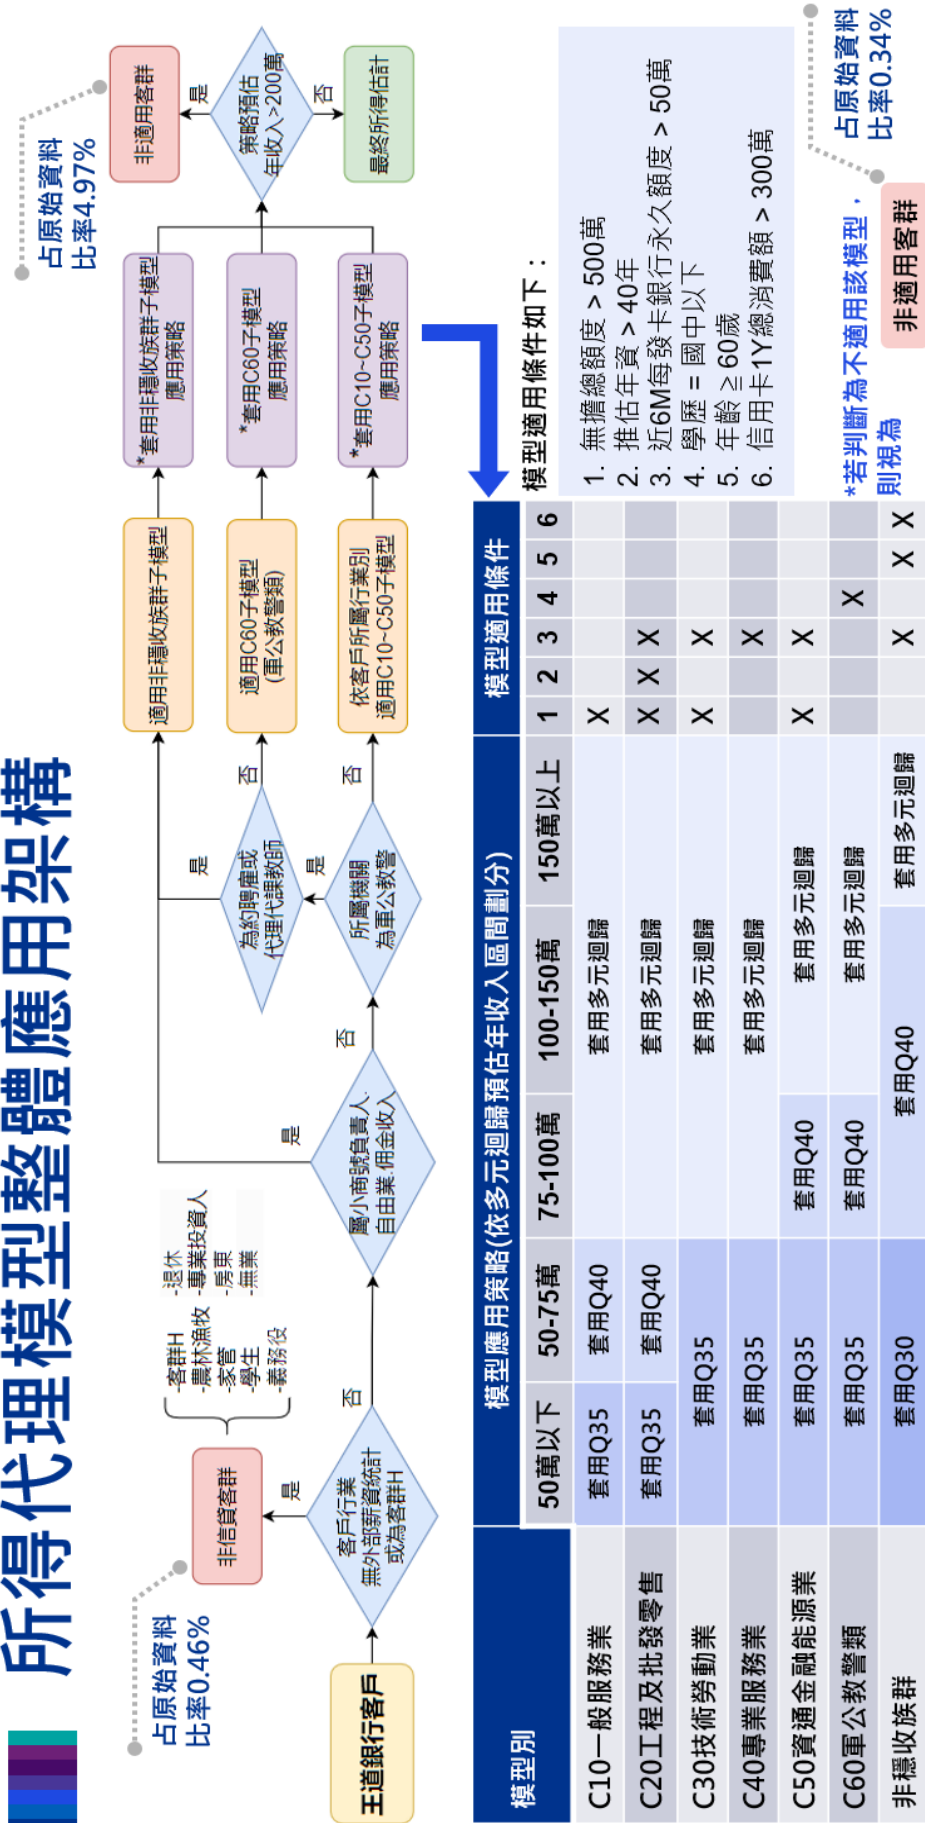 所得代理模型整體應用架構
占原始資料
比率0.46%
非信貸客群
-客群H
-農林漁牧
-家管
-學生
-義務役
-退休
-專業投資人
-房東
-無業
王道銀行客戶
客戶行業
無外部薪資統計
或為客群H
是
否
屬小商號負責人.
自由業.佣金收入
是
否
所屬機關
為軍公教警
是
否
為約聘雇或
代理代課教師
是
否
適用非穩收族群子模型
適用C60子模型
(軍公教警類)
依客戶所屬行業別
適用C10~C50子模型
*套用非穩收族群子模型
應用策略
*套用C60子模型
應用策略
*套用C10~C50子模型
應用策略
策略預估
年收入>200萬
是
否
非適用客群
最終所得估計
占原始資料
比率4.97%
模型別
模型應用策略(依多元迴歸預估年收入區間劃分)
模型適用條件
50萬以下 50-75萬 75-100萬 100-150萬 150萬以上 1 2 3 4 5 6
C10一般服務業 套用Q35 套用Q40 套用多元迴歸 X
C20工程及批發零售 套用Q35 套用Q40 套用多元迴歸 X X X
C30技術勞動業 套用Q35 套用多元迴歸 X X
C40專業服務業 套用Q35 套用多元迴歸 X
C50資通金融能源業 套用Q35 套用Q40 套用多元迴歸 X X
C60軍公教警類 套用Q35 套用Q40 套用多元迴歸 X
非穩收族群 套用Q30 套用Q40 套用多元迴歸 X X X
模型適用條件如下：
1. 無擔總額度 > 500萬
2. 推估年資 > 40年
3. 近6M每發卡銀行永久額度 > 50萬
4. 學歷 = 國中以下
5. 年齡≧60歲
6. 信用卡1Y總消費額 > 300萬
*若判斷為不適用該模型，
則視為
非適用客群
占原始資料
比率0.34%